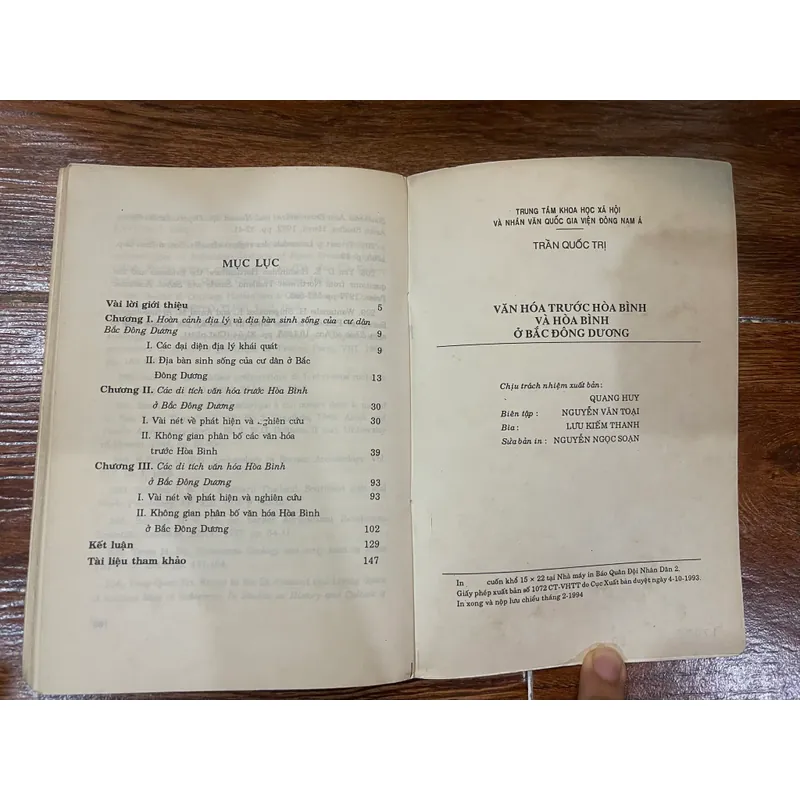 MỤC LỤC
Vài lời giới thiệu 5
Chương I. Hoàn cảnh địa lý và địa bàn sinh sống của cư dân
Bắc Đông Dương 9
I. Các đại diện địa lý khái quát 9
II. Địa bàn sinh sống của cư dân ở Bắc
Đông Dương 13
Chương II. Các di tích văn hóa trước Hòa Bình
ở Bắc Đông Dương 30
I. Vài nét về phát hiện và nghiên cứu 30
II. Không gian phân bố các văn hóa
trước Hòa Bình 39
Chương III. Các di tích văn hóa Hòa Bình
ở Bắc Đông Dương 93
I. Vài nét về phát hiện và nghiên cứu 93
II. Không gian phân bố văn hóa Hòa Bình
ở Bắc Đông Dương 102
Kết luận 129
Tài liệu tham khảo 147
TRUNG TÂM KHOA HỌC XÃ HỘI
VÀ NHÂN VĂN QUỐC GIA VIỆN ĐÔNG NAM Á
TRẦN QUỐC TRỊ
VĂN HÓA TRƯỚC HÒA BÌNH
VÀ HÒA BÌNH
Ở BẮC ĐÔNG DƯƠNG
Chịu trách nhiệm xuất bản:
QUANG HUY
Biên tập : NGUYỄN VĂN TOẠI
Bìa : LƯU KIẾM THANH
Sửa bản in : NGUYỄN NGỌC SOẠN
In cuốn khổ 15 × 22 tại Nhà máy in Báo Quân Đội Nhân Dân 2.
Giấy phép xuất bản số 1072 CT-VHTT do Cục Xuất bản duyệt ngày 4-10-1993.
In xong và nộp lưu chiểu tháng 2-1994